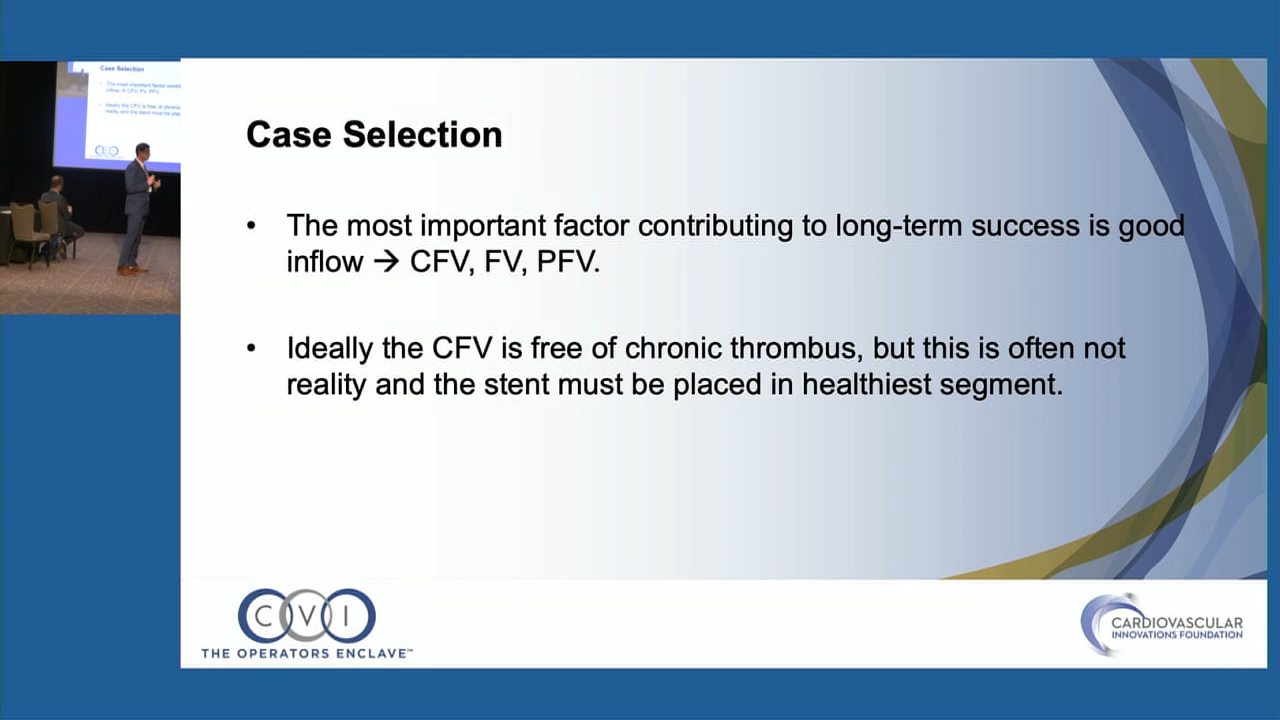 Case Selection
• The most important factor contributing to long-term success is good
inflow → CFV, FV, PFV.
• Ideally the CFV is free of chronic thrombus, but this is often not
reality and the stent must be placed in healthiest segment.
CVI
THE OPERATORS ENCLAVE™
CARDIOVASCULAR
INNOVATIONS FOUNDATION
Case Selection